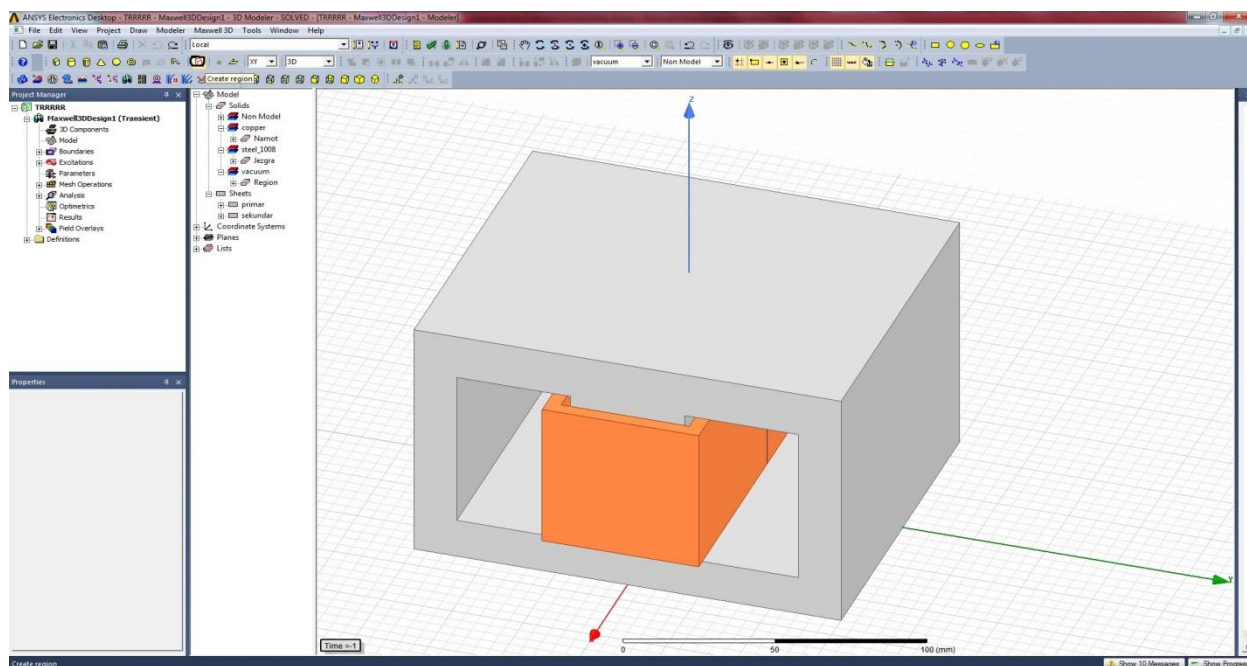 ANSYS Electronics Desktop - TRRRRR - Maxwell3DDesign1 - 3D Modeler - SOLVED - [TRRRRR - Maxwell3DDesign1 - Modeler]
File Edit View Project Draw Modeler Maxwell 3D Tools Window Help
Local
XY 3D vacuum Non Model
Create region
Project Manager
TRRRRR
Maxwell3DDesign1 (Transient)
3D Components
Model
Boundaries
Excitations
Parameters
Mesh Operations
Analysis
Optimetrics
Results
Field Overlays
Definitions
Properties
Model
Solids
Non Model
copper
Namot
steel_1008
Jezgra
vacuum
Region
Sheets
primar
sekundar
Coordinate Systems
Planes
Lists
Z
Y
Time =-1
0 50 100 (mm)
Create region
Show 10 Messages Show Progress